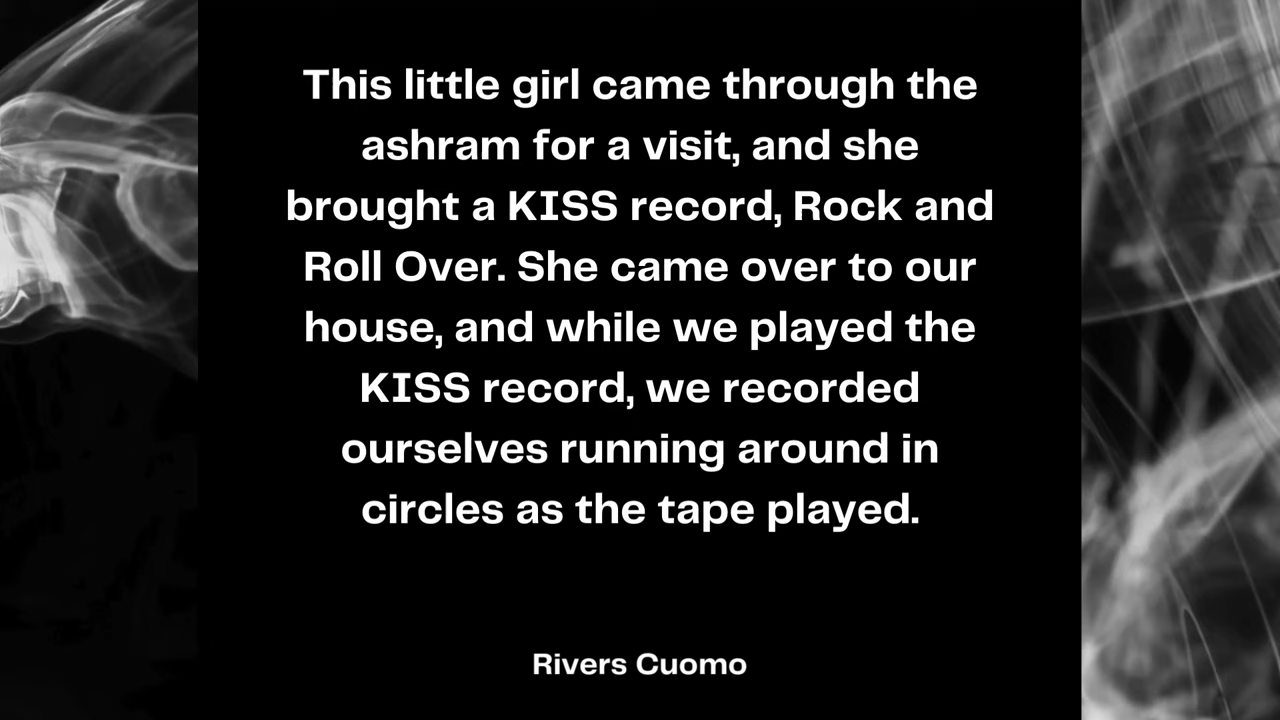 This little girl came through the
ashram for a visit, and she
brought a KISS record, Rock and
Roll Over. She came over to our
house, and while we played the
KISS record, we recorded
ourselves running around in
circles as the tape played.
Rivers Cuomo